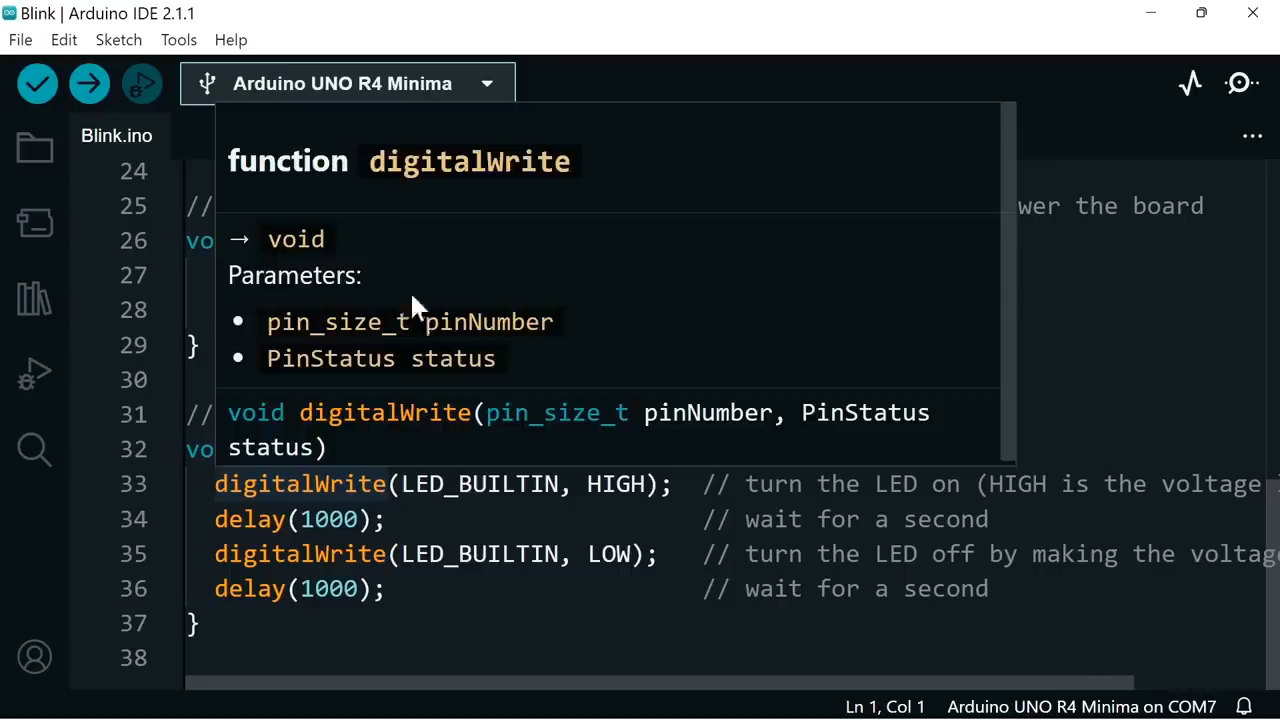 Blink | Arduino IDE 2.1.1
File Edit Sketch Tools Help
Arduino UNO R4 Minima
Blink.ino
function digitalWrite
→ void
Parameters:
• pin_size_t pinNumber
• PinStatus status
void digitalWrite(pin_size_t pinNumber, PinStatus
status)
24
25 // wer the board
26 vo
27
28
29 }
30
31 //
32 vo
33 digitalWrite(LED_BUILTIN, HIGH); // turn the LED on (HIGH is the voltage
34 delay(1000); // wait for a second
35 digitalWrite(LED_BUILTIN, LOW); // turn the LED off by making the voltag
36 delay(1000); // wait for a second
37 }
38
Ln 1, Col 1 Arduino UNO R4 Minima on COM7